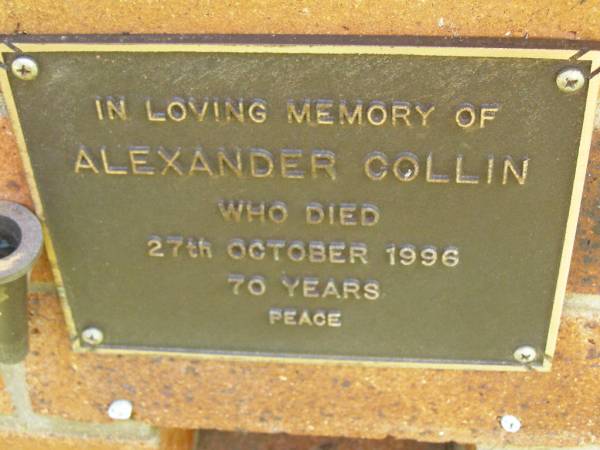 IN LOVING MEMORY OF
ALEXANDER COLLIN
WHO DIED
27th OCTOBER 1996
70 YEARS
PEACE